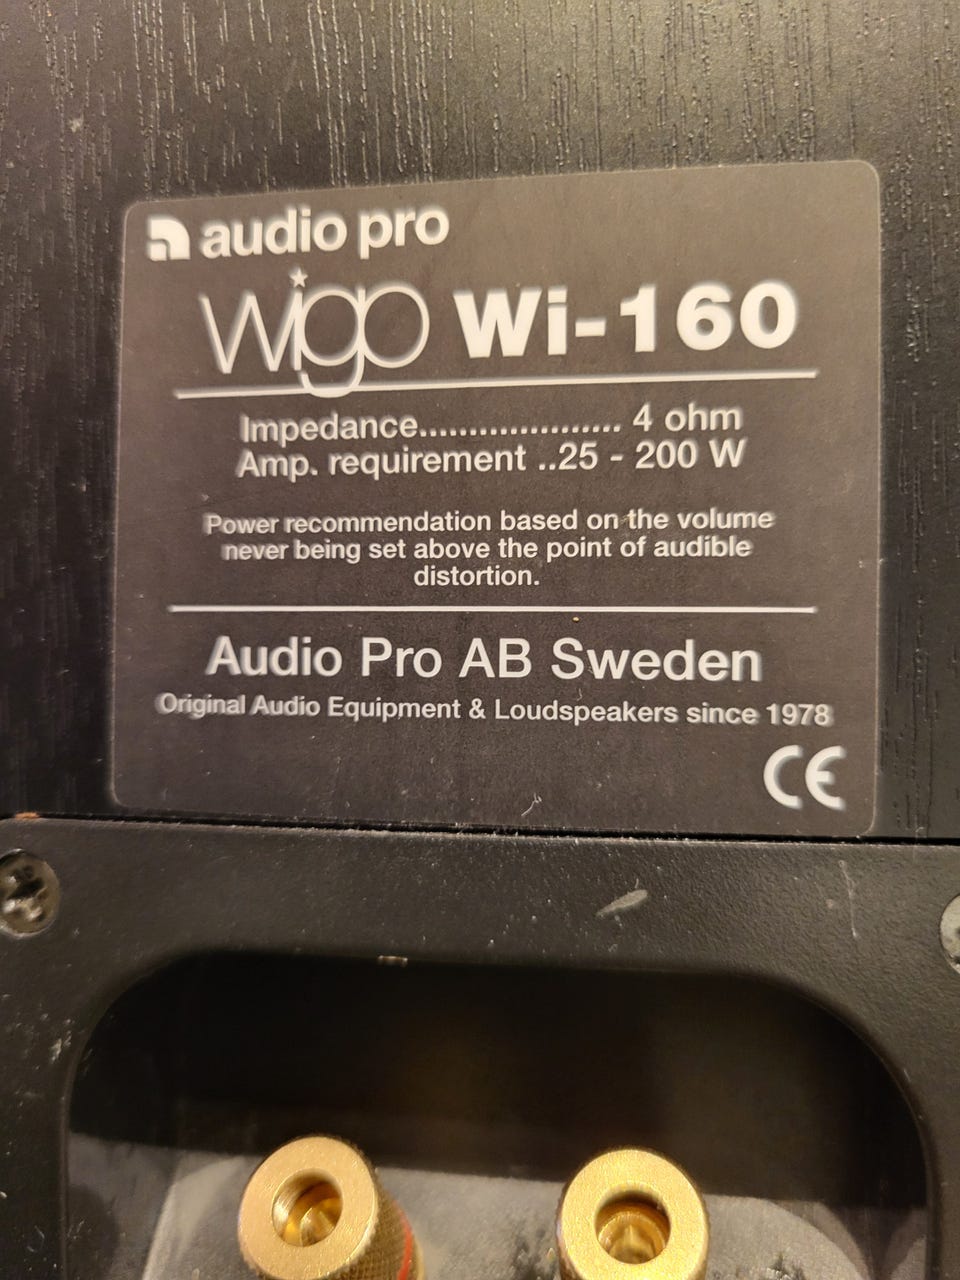 audio pro
wigo Wi-160
Impedance.................... 4 ohm
Amp. requirement ..25 - 200 W
Power recommendation based on the volume
never being set above the point of audible
distortion.
Audio Pro AB Sweden
Original Audio Equipment & Loudspeakers since 1978
CE